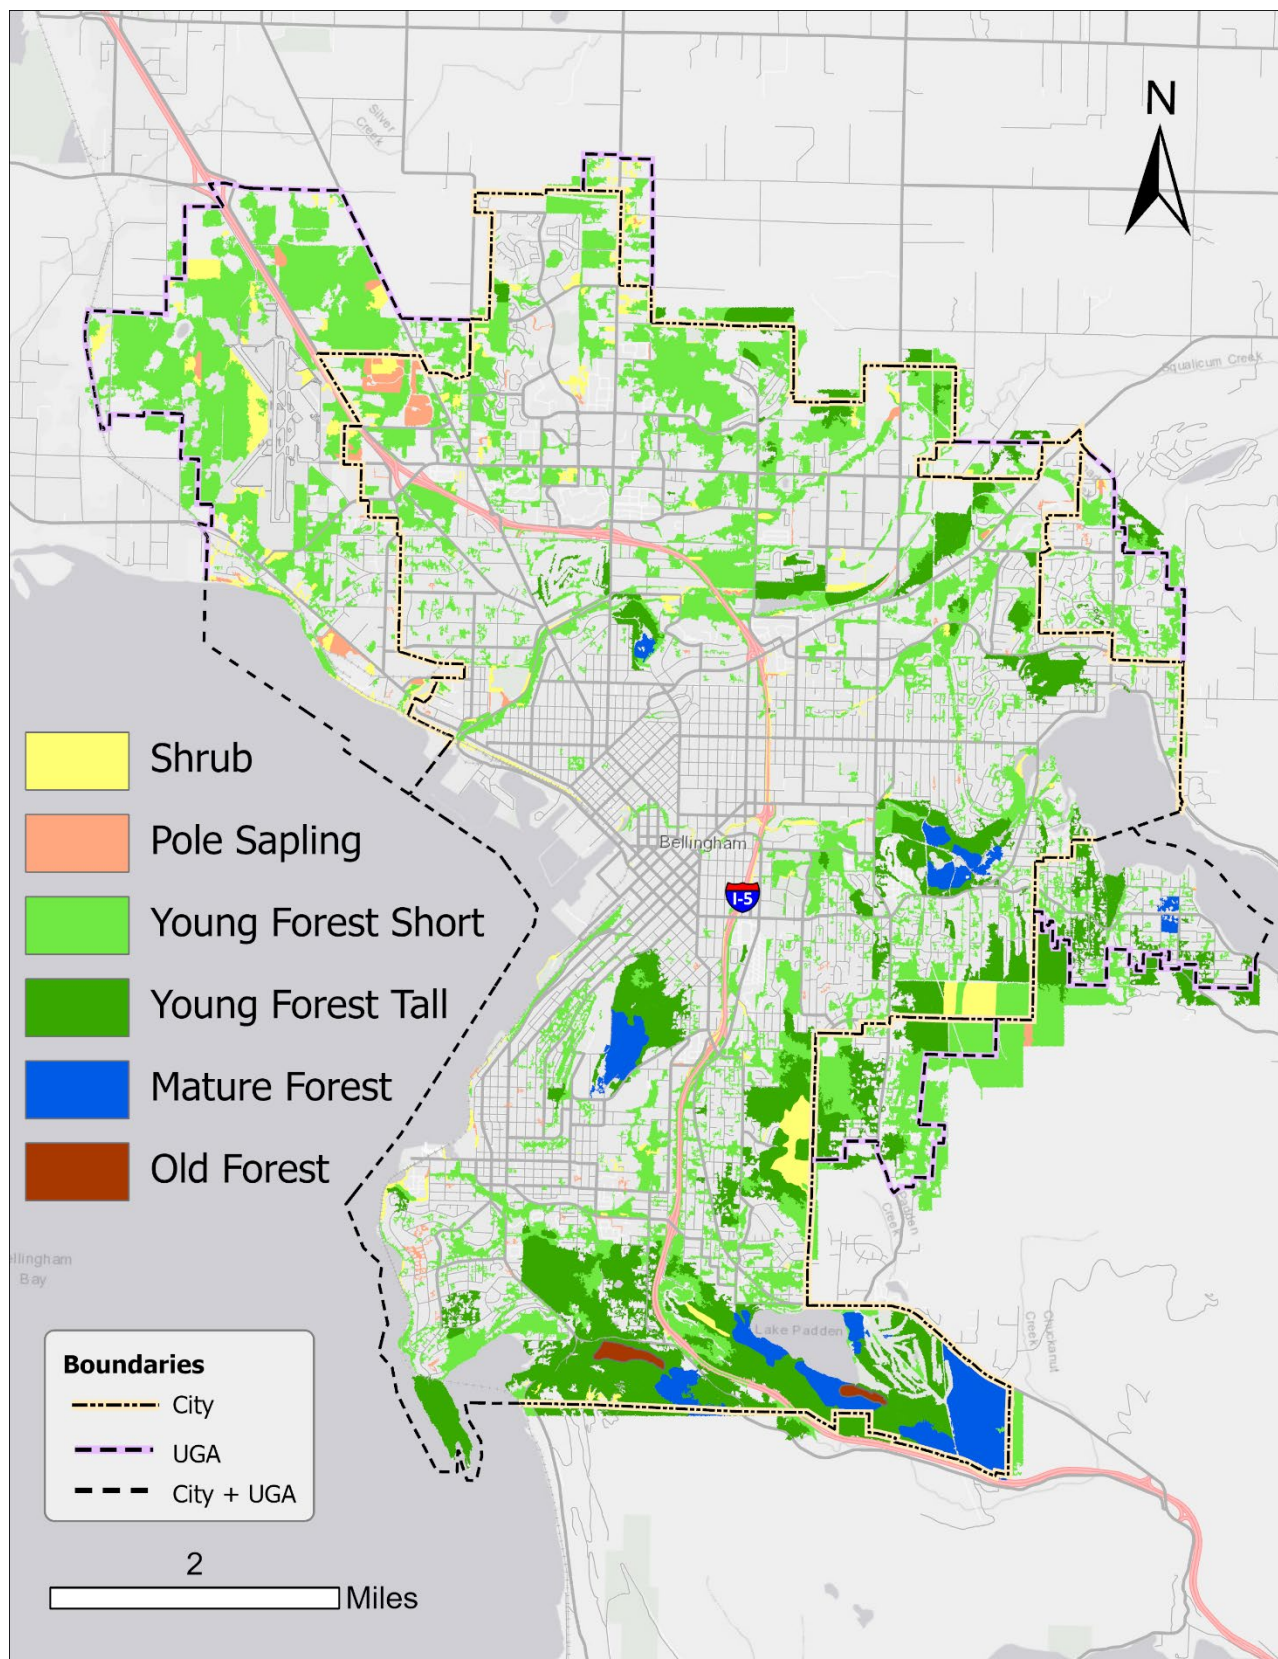 N
Silver
Creek
Squalicum Creek
Shrub
Pole Sapling
Young Forest Short
Young Forest Tall
Mature Forest
Old Forest
Bellingham
I-5
Padden
Creek
Chuckanut
Creek
Lake Padden
ellingham
Bay
Boundaries
City
UGA
City + UGA
2
Miles